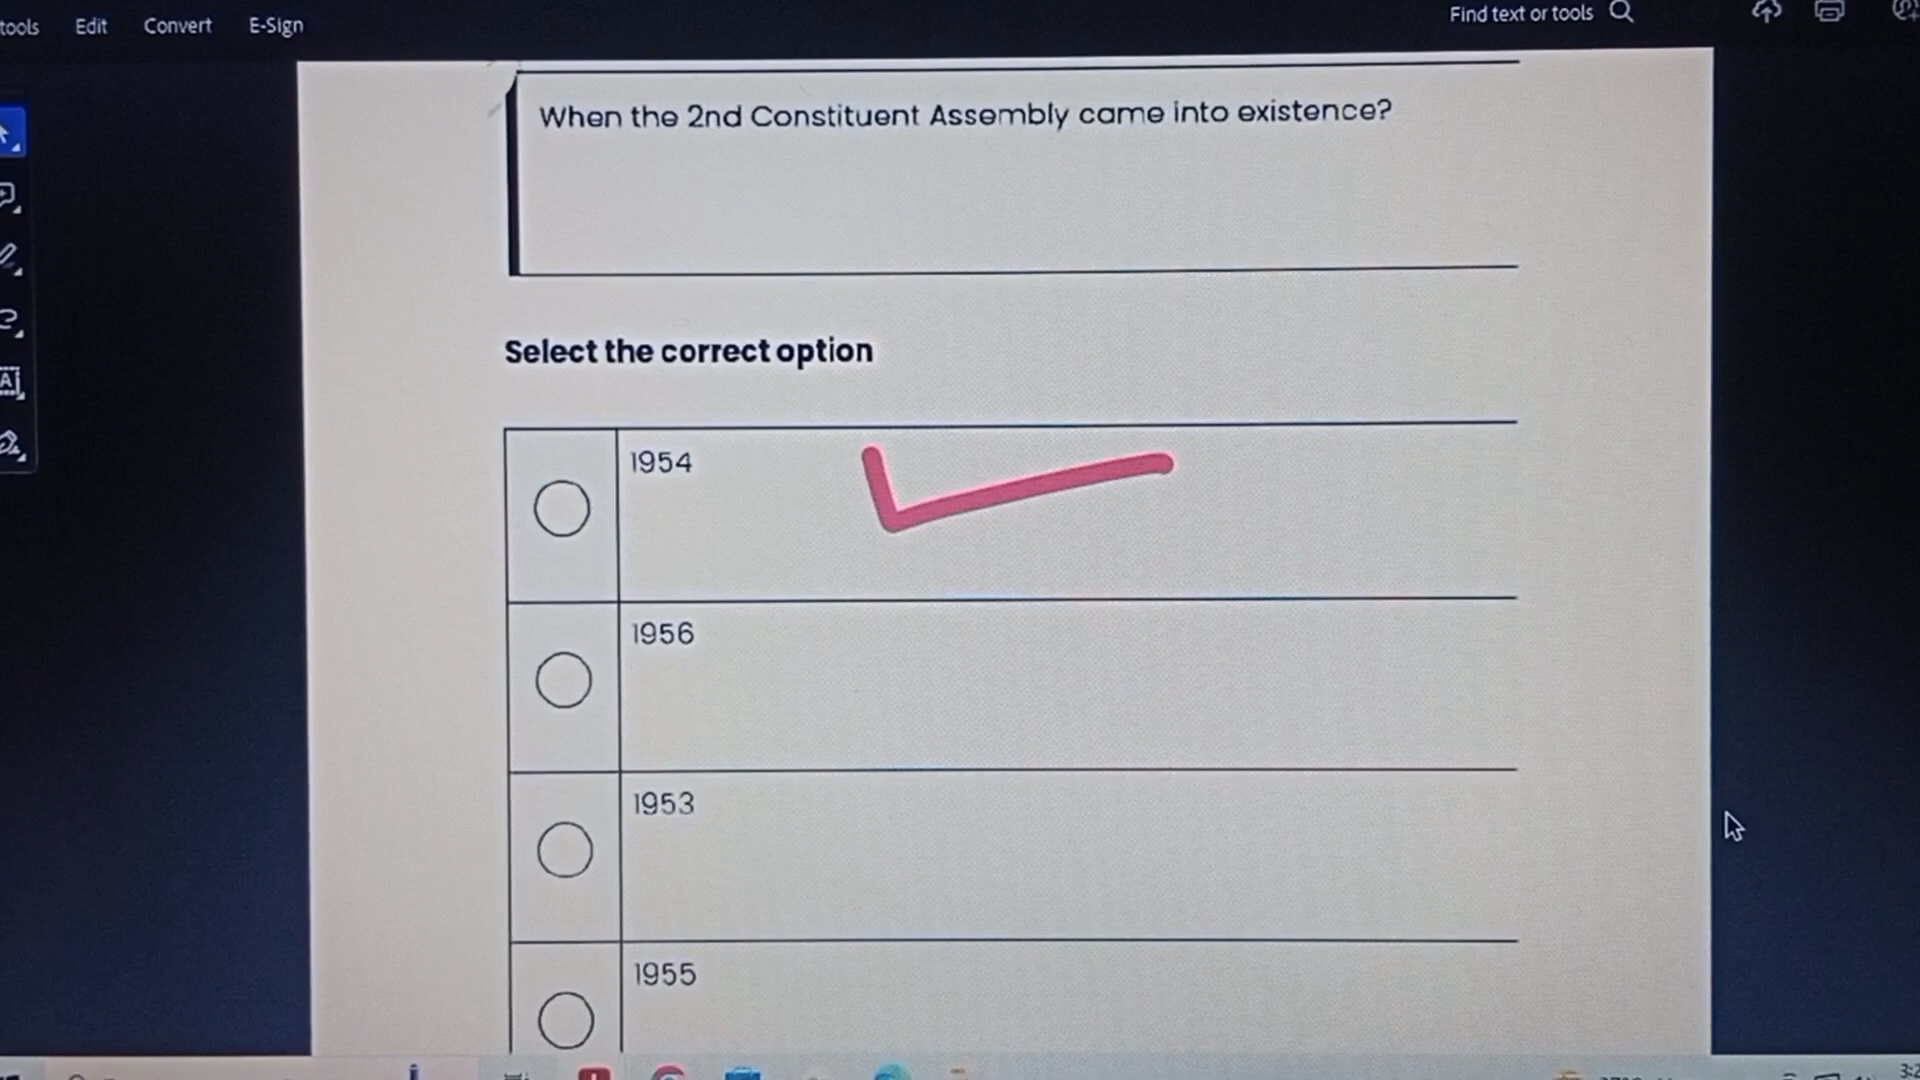 tools Edit Convert E-Sign Find text or tools
When the 2nd Constituent Assembly came into existence?
Select the correct option
1954
1956
1953
1955